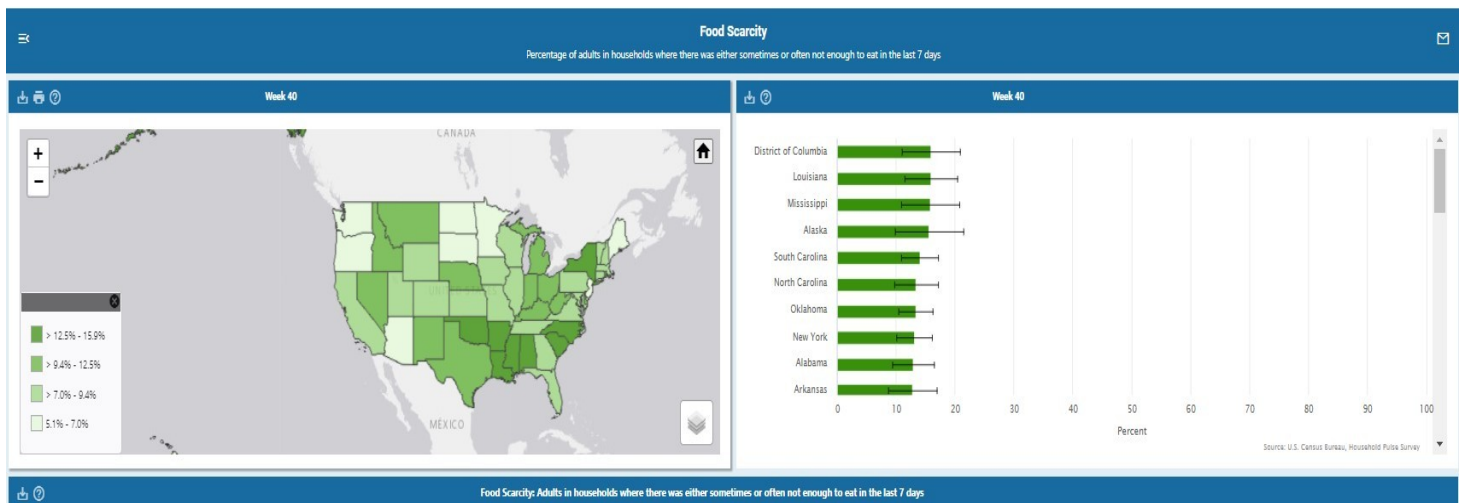 Food Scarcity
Percentage of adults in households where there was either sometimes or often not enough to eat in the last 7 days
Week 40
+
−
CANADA
MÉXICO
> 12.5% - 15.9%
> 9.4% - 12.5%
> 7.0% - 9.4%
5.1% - 7.0%
Week 40
District of Columbia
Louisiana
Mississippi
Alaska
South Carolina
North Carolina
Oklahoma
New York
Alabama
Arkansas
0 10 20 30 40 50 60 70 80 90 100
Percent
Source: U.S. Census Bureau, Household Pulse Survey
Food Scarcity: Adults in households where there was either sometimes or often not enough to eat in the last 7 days